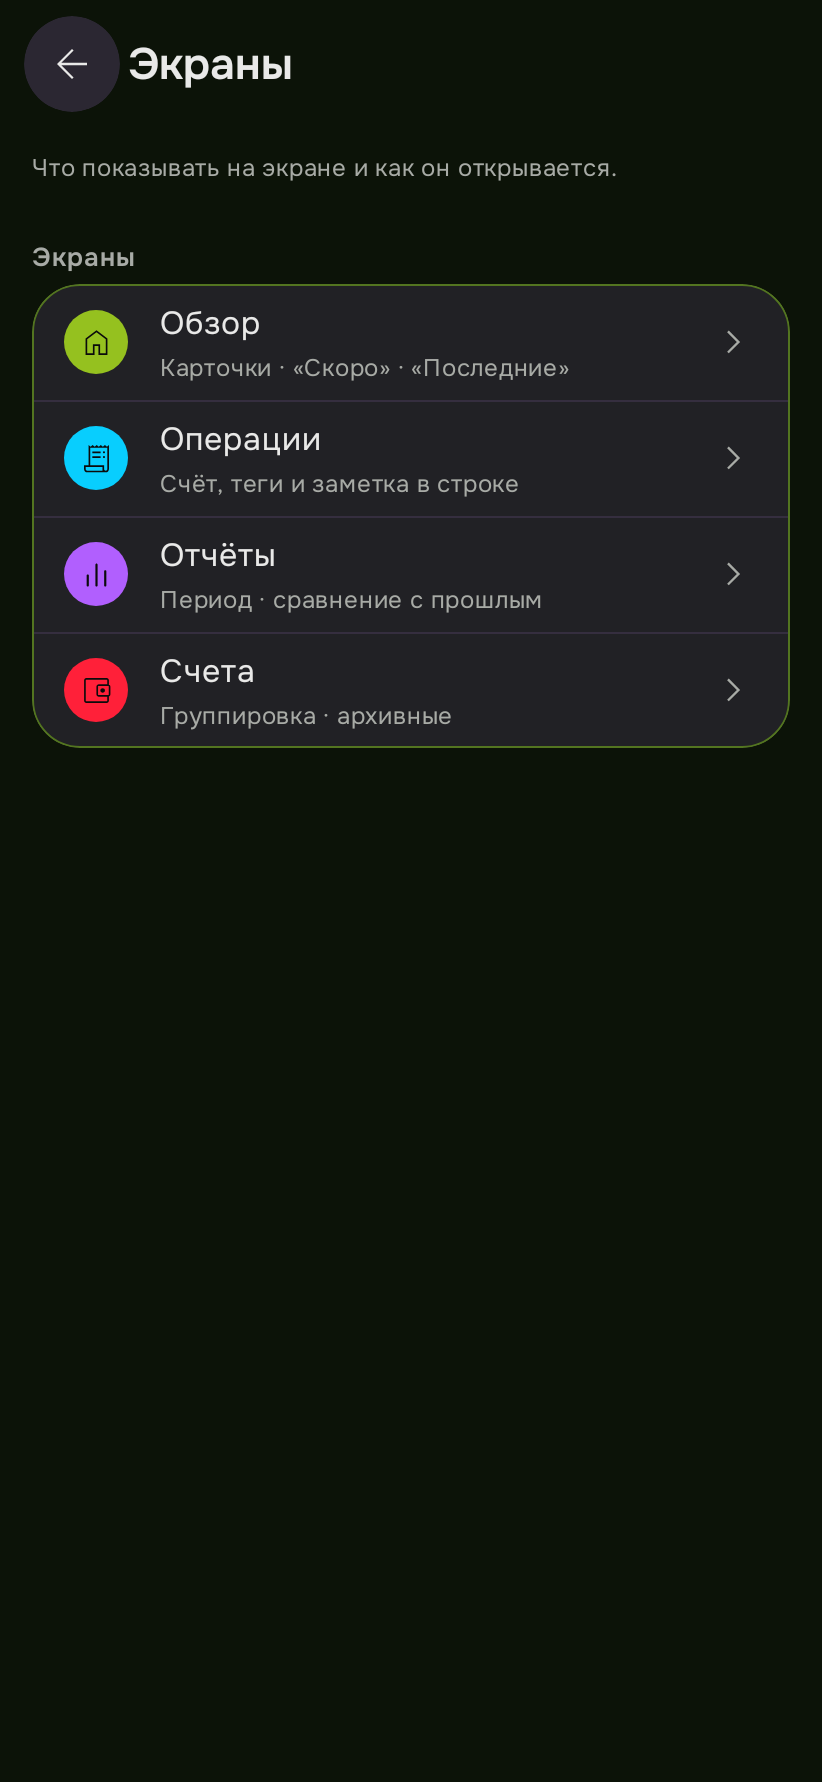 Экраны
Что показывать на экране и как он открывается.
Экраны
Обзор
Карточки · «Скоро» · «Последние»
Операции
Счёт, теги и заметка в строке
Отчёты
Период · сравнение с прошлым
Счета
Группировка · архивные